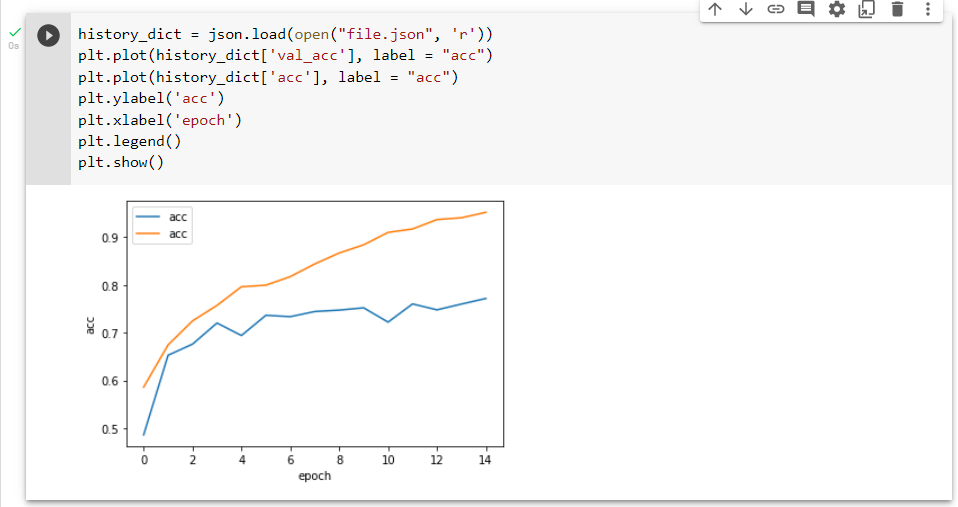 history_dict = json.load(open("file.json", 'r'))
0s
plt.plot(history_dict['val_acc'], label = "acc")
plt.plot(history_dict['acc'], label = "acc")
plt.ylabel('acc')
plt.xlabel('epoch')
plt.legend()
plt.show()
acc
acc
0.9
0.8
0.7
0.6
0.5
acc
0 2 4 6 8 10 12 14
epoch